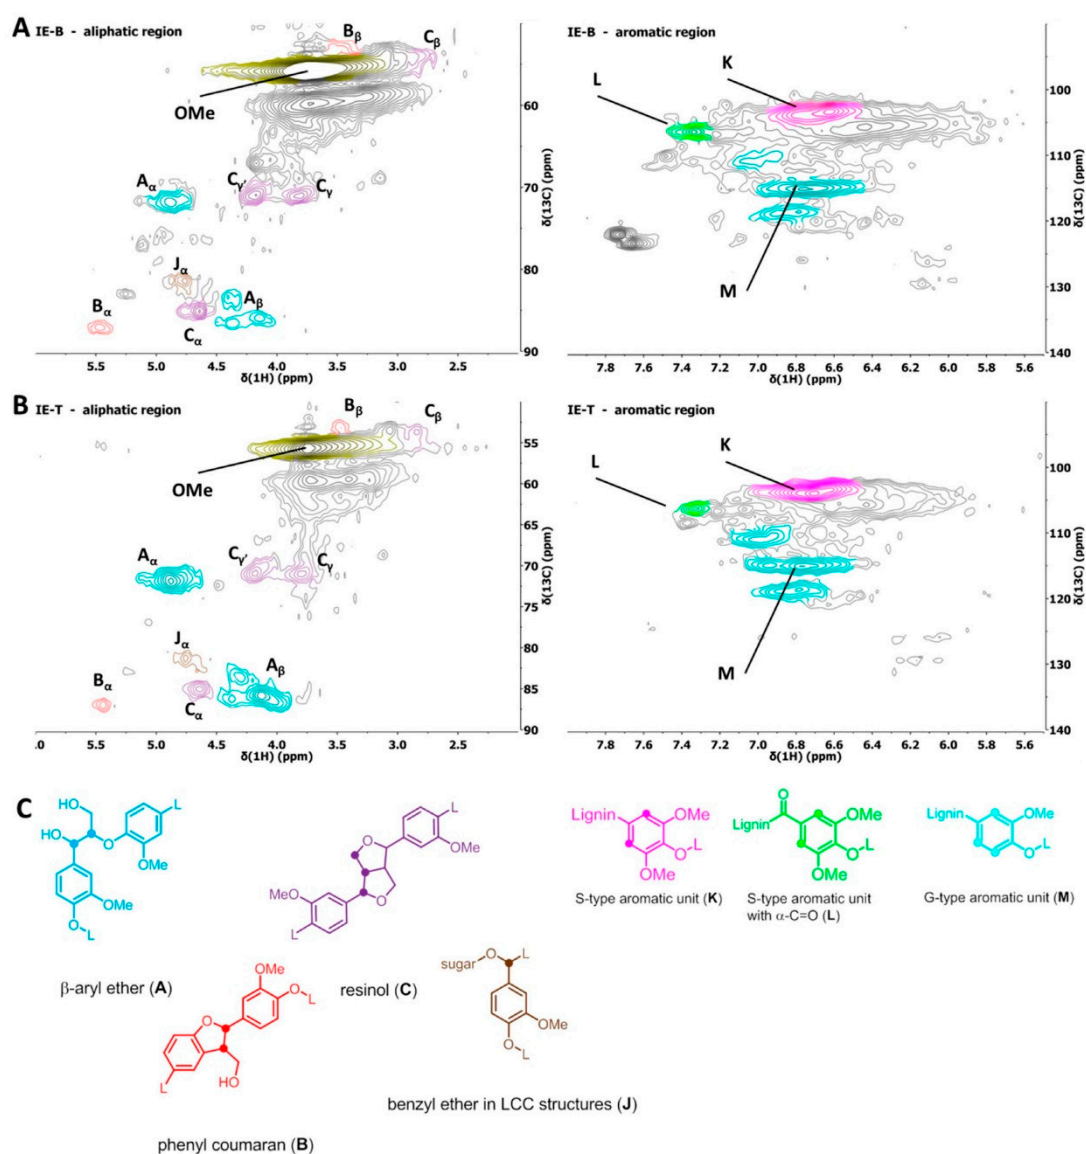 A
IE-B - aliphatic region
Bβ
Cβ
OMe
Aα
Cγ'
Cγ
Jα
Aβ
Bα
Cα
60
70
80
90
δ(13C) (ppm)
5.5 5.0 4.5 4.0 3.5 3.0 2.5
δ(1H) (ppm)
IE-B - aromatic region
K
L
M
100
110
120
130
140
δ(13C) (ppm)
7.8 7.6 7.4 7.2 7.0 6.8 6.6 6.4 6.2 6.0 5.8 5.6
δ(1H) (ppm)
B
IE-T - aliphatic region
Bβ
Cβ
OMe
Aα
Cγ'
Cγ
Jα
Aβ
Bα
Cα
55
60
65
70
75
80
85
90
δ(13C) (ppm)
.0 5.5 5.0 4.5 4.0 3.5 3.0 2.5
δ(1H) (ppm)
IE-T - aromatic region
K
L
M
100
110
120
130
140
δ(13C) (ppm)
7.8 7.6 7.4 7.2 7.0 6.8 6.6 6.4 6.2 6.0 5.8 5.6
δ(1H) (ppm)
C
HO
L
HO
O
OMe
OMe
O
L
β-aryl ether (A)
L
O
OMe
MeO
O
L
resinol (C)
OMe
O
L
O
L
HO
phenyl coumaran (B)
sugar
O
L
OMe
O
L
benzyl ether in LCC structures (J)
Lignin
OMe
O
L
OMe
S-type aromatic unit (K)
O
Lignin
OMe
O
L
OMe
S-type aromatic unit
with α-C=O (L)
Lignin
OMe
O
L
G-type aromatic unit (M)